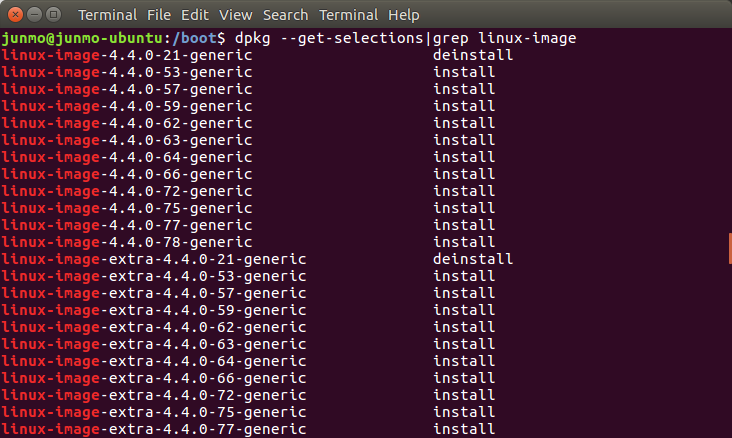 Terminal File Edit View Search Terminal Help
junmo@junmo-ubuntu:/boot$ dpkg --get-selections|grep linux-image
linux-image-4.4.0-21-generic deinstall
linux-image-4.4.0-53-generic install
linux-image-4.4.0-57-generic install
linux-image-4.4.0-59-generic install
linux-image-4.4.0-62-generic install
linux-image-4.4.0-63-generic install
linux-image-4.4.0-64-generic install
linux-image-4.4.0-66-generic install
linux-image-4.4.0-72-generic install
linux-image-4.4.0-75-generic install
linux-image-4.4.0-77-generic install
linux-image-4.4.0-78-generic install
linux-image-extra-4.4.0-21-generic deinstall
linux-image-extra-4.4.0-53-generic install
linux-image-extra-4.4.0-57-generic install
linux-image-extra-4.4.0-59-generic install
linux-image-extra-4.4.0-62-generic install
linux-image-extra-4.4.0-63-generic install
linux-image-extra-4.4.0-64-generic install
linux-image-extra-4.4.0-66-generic install
linux-image-extra-4.4.0-72-generic install
linux-image-extra-4.4.0-75-generic install
linux-image-extra-4.4.0-77-generic install